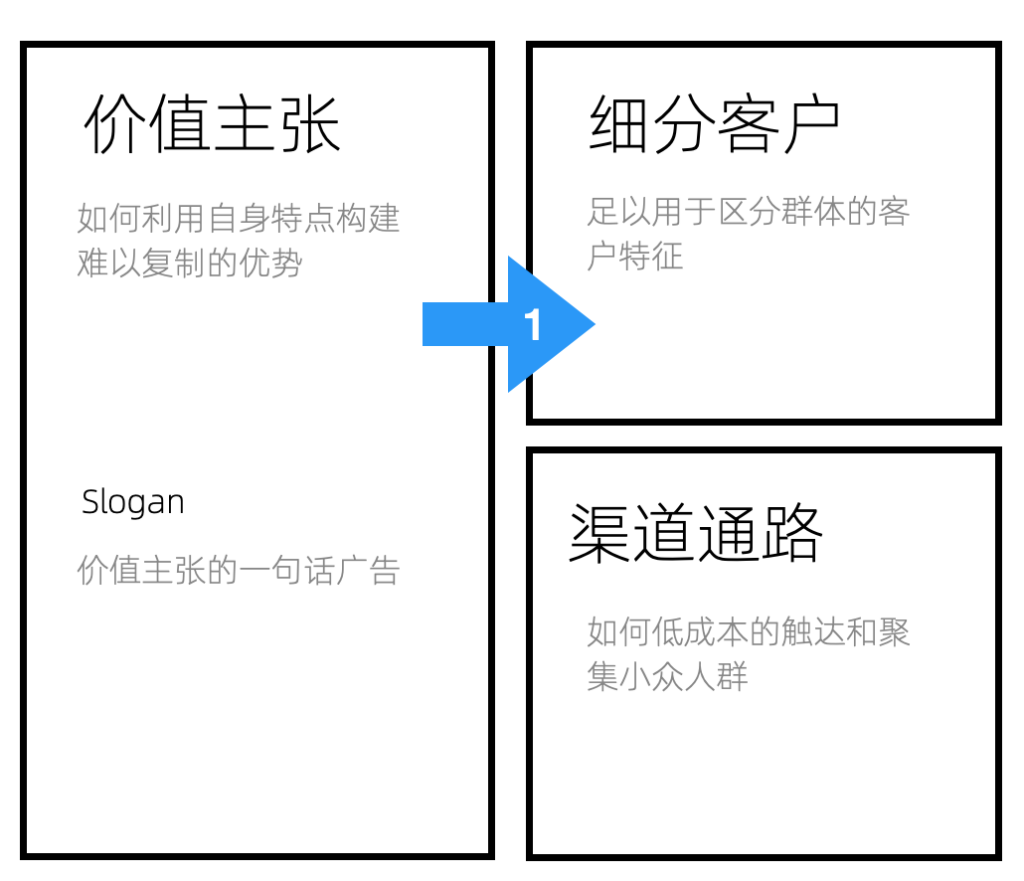 价值主张
如何利用自身特点构建
难以复制的优势
Slogan
价值主张的一句话广告
1
细分客户
足以用于区分群体的客
户特征
渠道通路
如何低成本的触达和聚
集小众人群